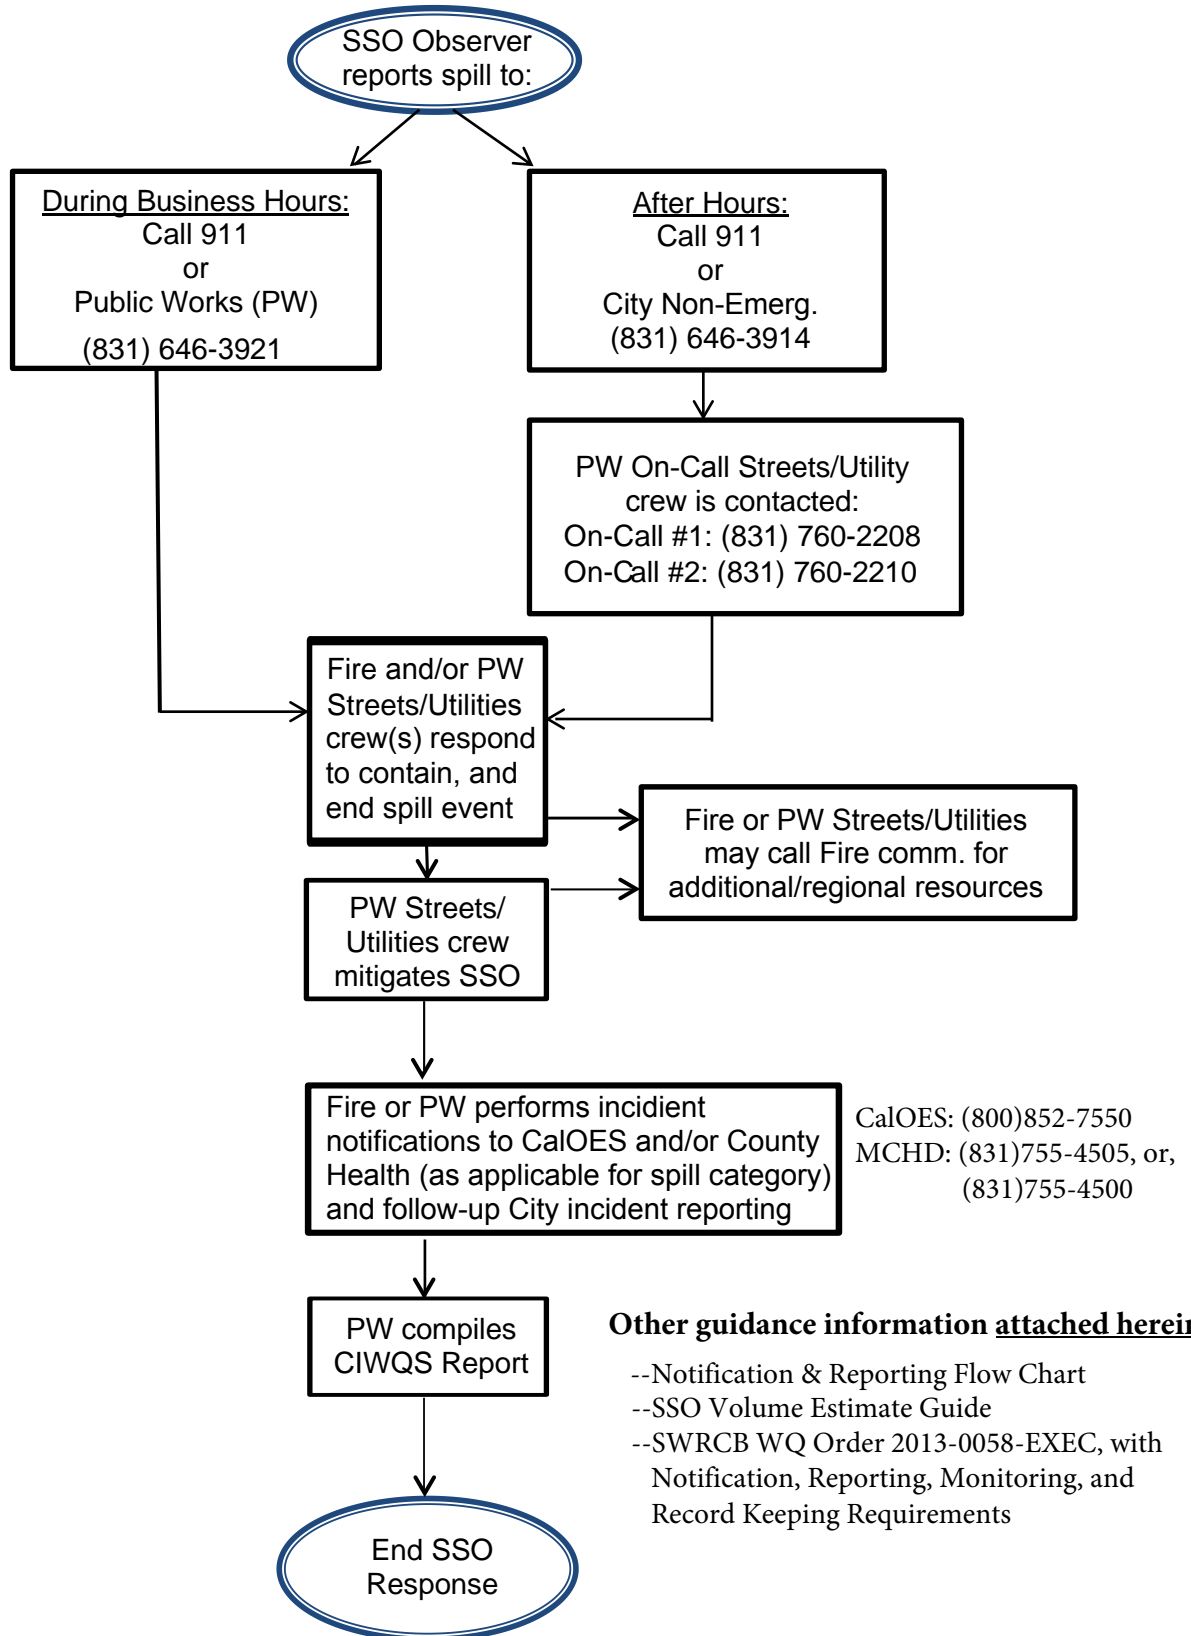 SSO Observer
reports spill to:
During Business Hours:
Call 911
or
Public Works (PW)
(831) 646-3921
After Hours:
Call 911
or
City Non-Emerg.
(831) 646-3914
PW On-Call Streets/Utility
crew is contacted:
On-Call #1: (831) 760-2208
On-Call #2: (831) 760-2210
Fire and/or PW
Streets/Utilities
crew(s) respond
to contain, and
end spill event
Fire or PW Streets/Utilities
may call Fire comm. for
additional/regional resources
PW Streets/
Utilities crew
mitigates SSO
Fire or PW performs incidient
notifications to CalOES and/or County
Health (as applicable for spill category)
and follow-up City incident reporting
CalOES: (800)852-7550
MCHD: (831)755-4505, or,
(831)755-4500
PW compiles
CIWQS Report
Other guidance information attached herein
--Notification & Reporting Flow Chart
--SSO Volume Estimate Guide
--SWRCB WQ Order 2013-0058-EXEC, with
Notification, Reporting, Monitoring, and
Record Keeping Requirements
End SSO
Response